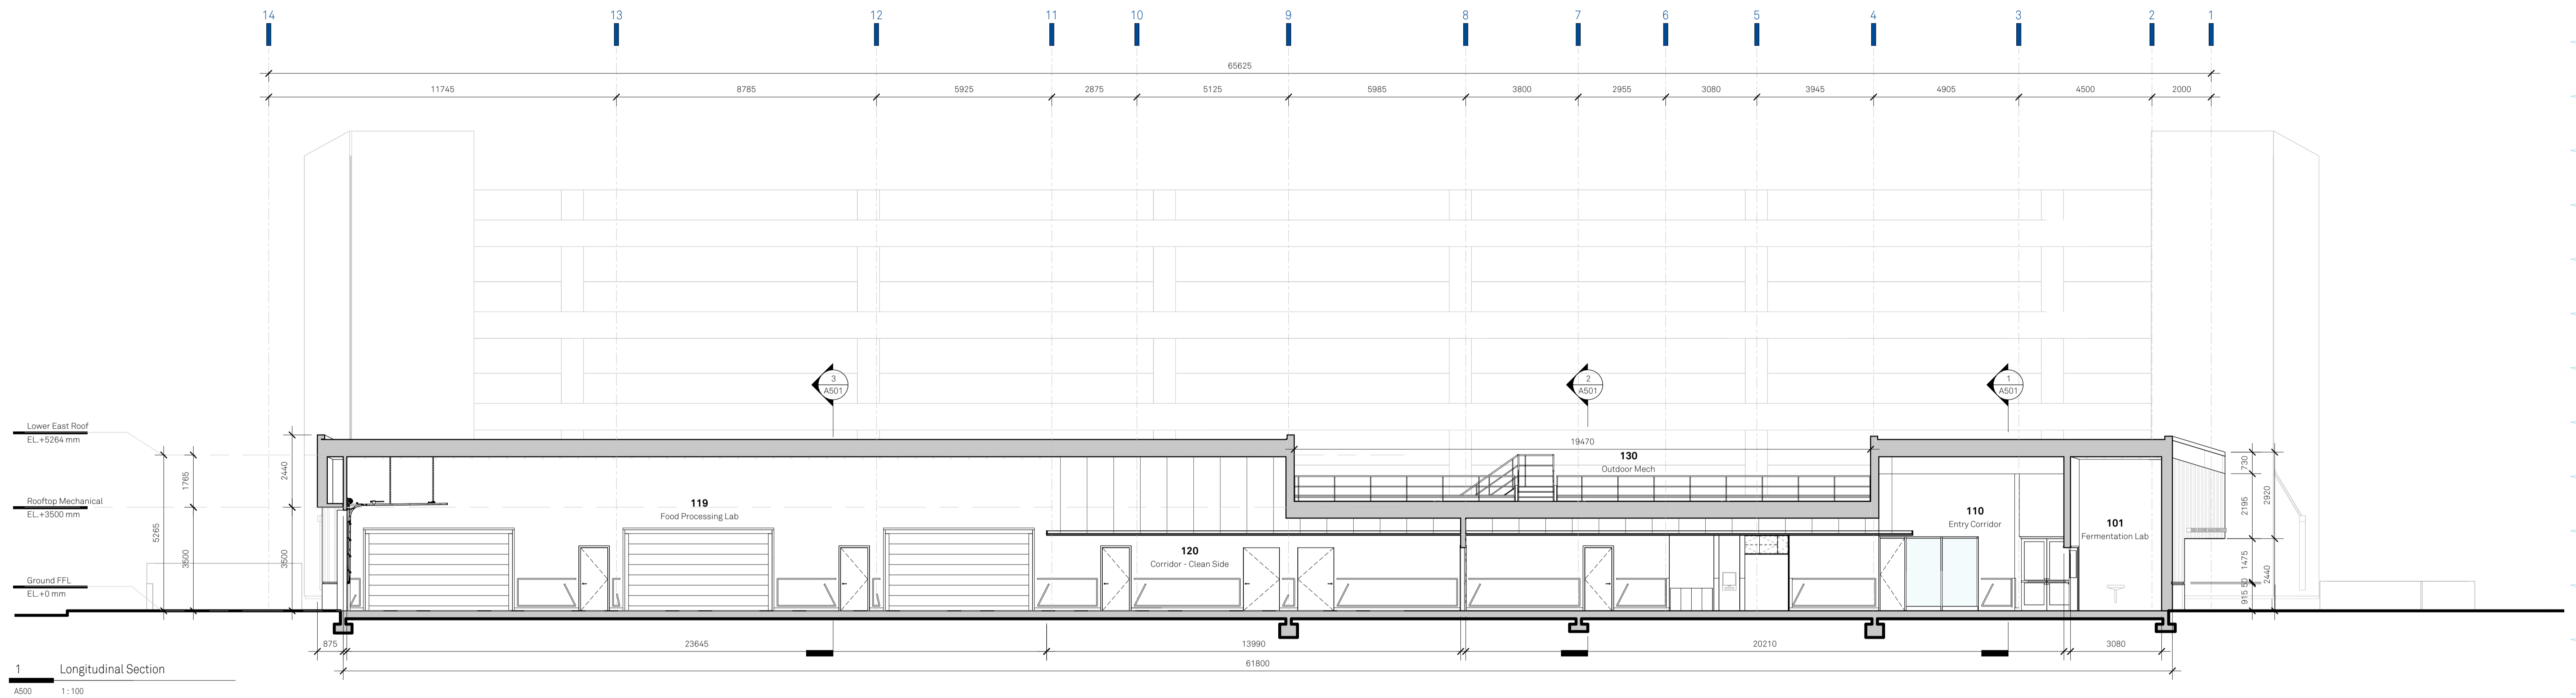 14 13 12 11 10 9 8 7 6 5 4 3 2 1
65625
11745 8785 5925 2875 5125 5985 3800 2955 3080 3945 4905 4500 2000
3
A501
2
A501
1
A501
Lower East Roof
EL.+5264 mm
Rooftop Mechanical
EL.+3500 mm
Ground FFL
EL.+0 mm
5265
1765
3500
2440
3500
19470
130
Outdoor Mech
119
Food Processing Lab
120
Corridor - Clean Side
110
Entry Corridor
101
Fermentation Lab
730
2195
1475
50
915
2920
2440
875 23645 13990 20210 3080
61800
1 Longitudinal Section
A500 1 : 100